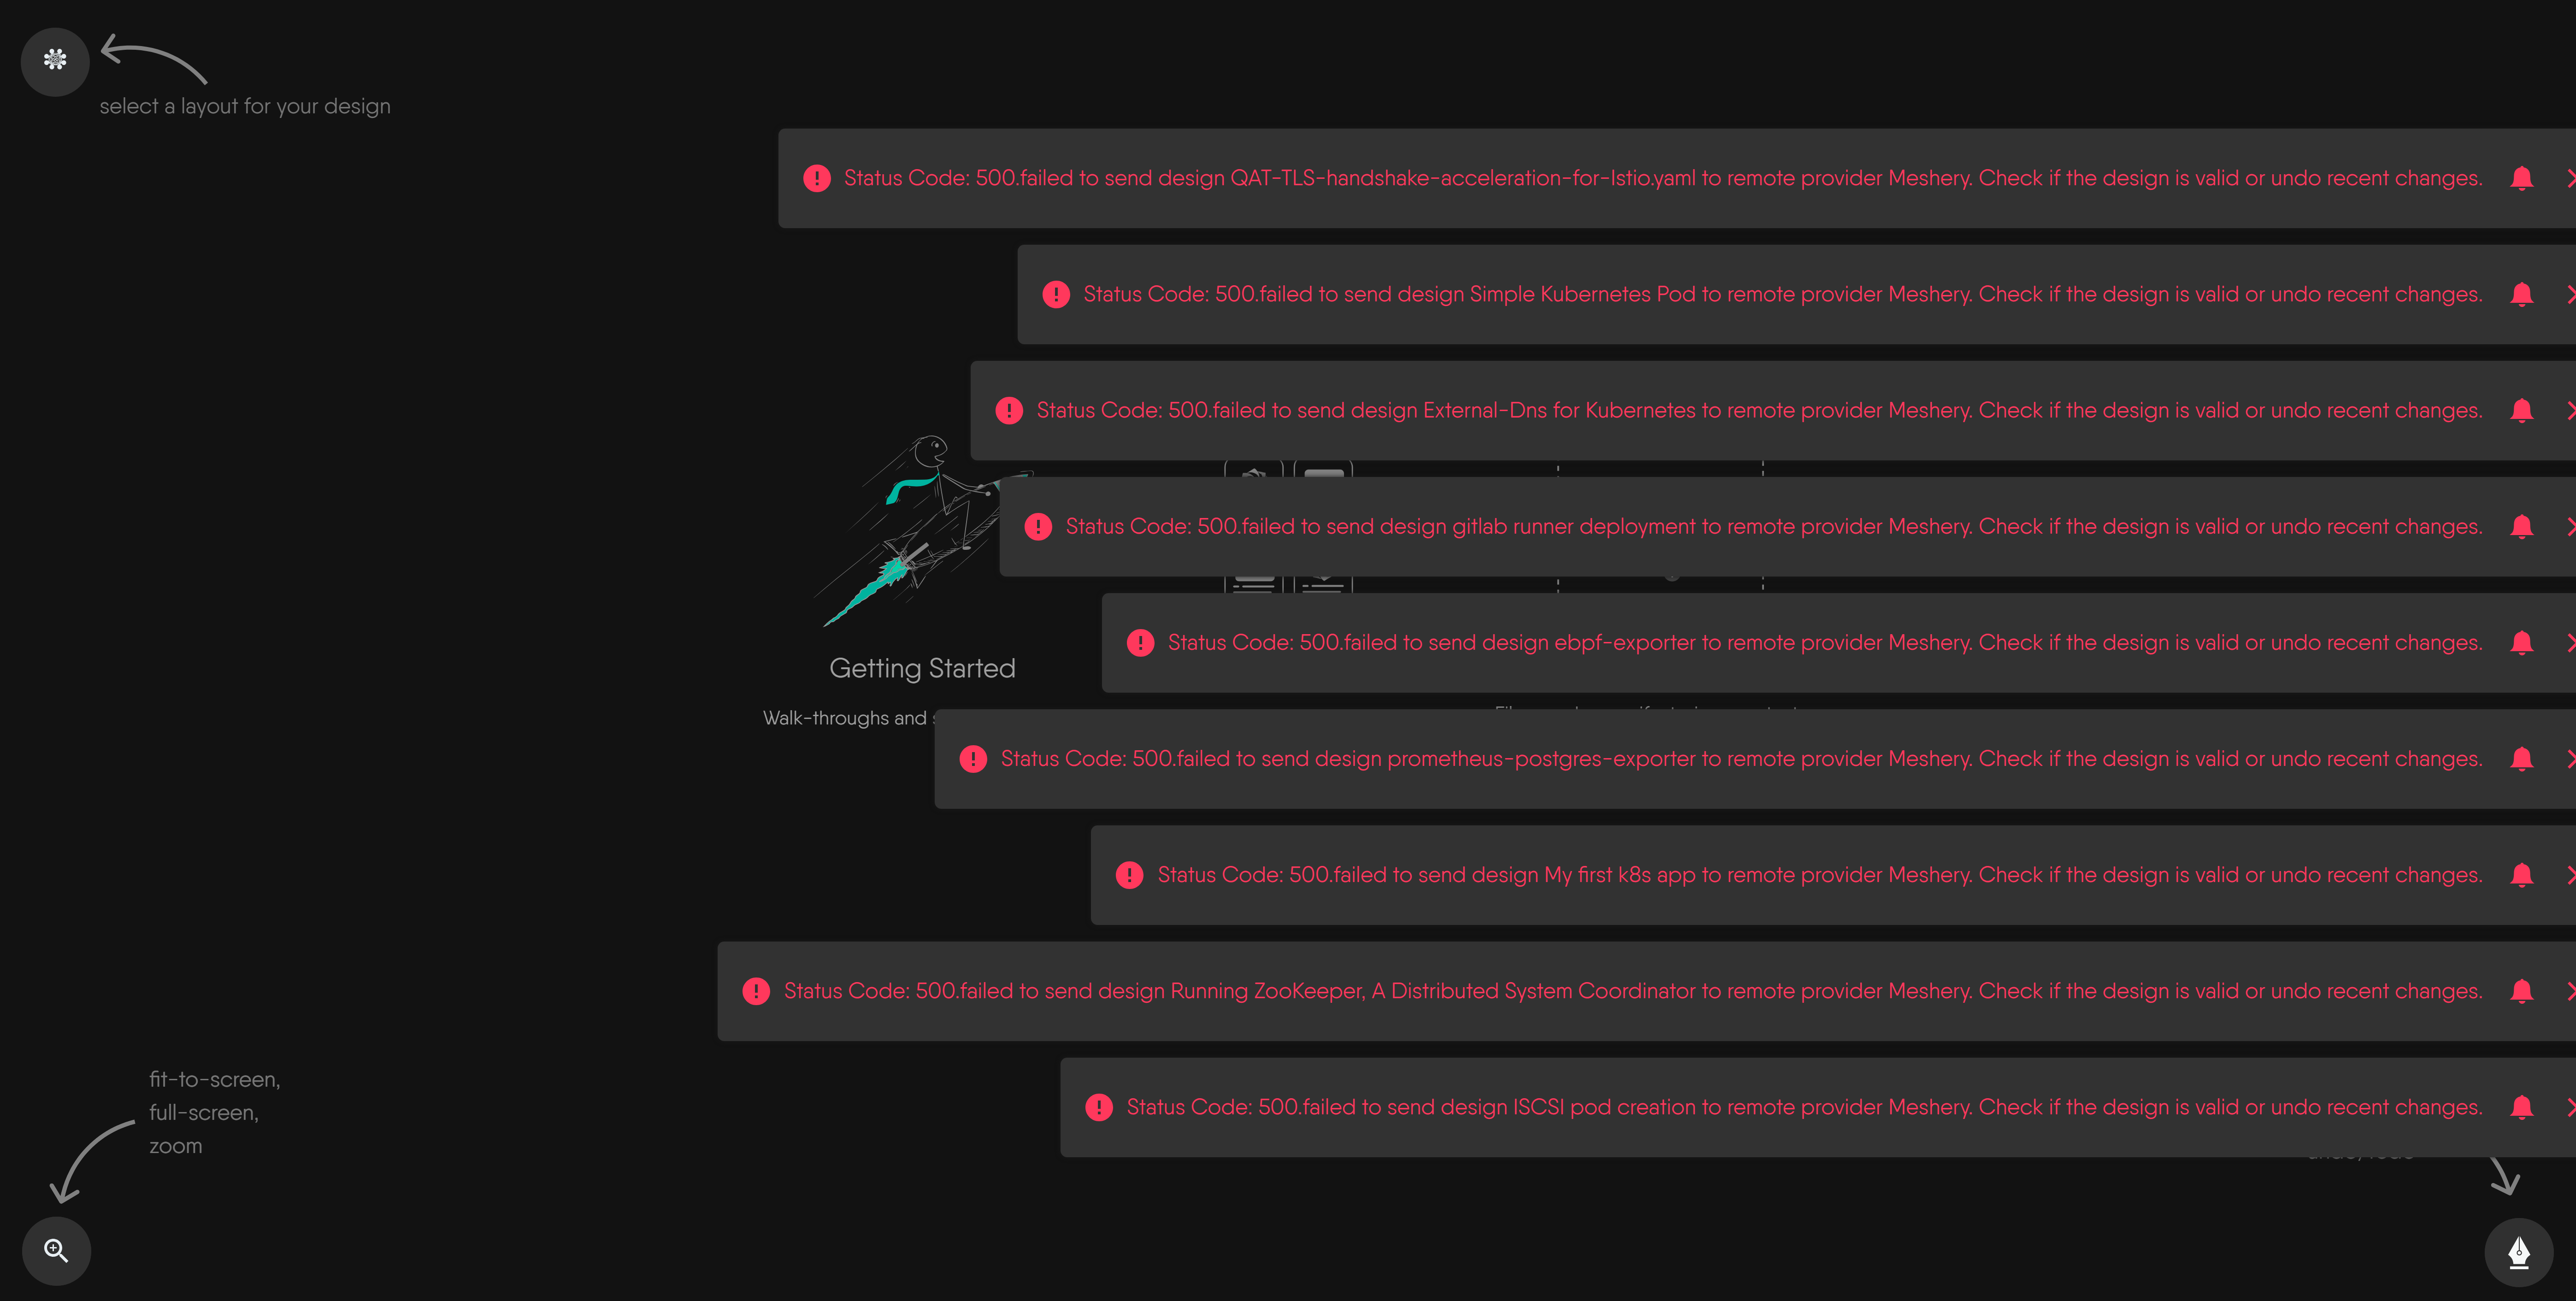 select a layout for your design
Status Code: 500.failed to send design QAT-TLS-handshake-acceleration-for-Istio.yaml to remote provider Meshery. Check if the design is valid or undo recent changes.
Status Code: 500.failed to send design Simple Kubernetes Pod to remote provider Meshery. Check if the design is valid or undo recent changes.
Status Code: 500.failed to send design External-Dns for Kubernetes to remote provider Meshery. Check if the design is valid or undo recent changes.
Status Code: 500.failed to send design gitlab runner deployment to remote provider Meshery. Check if the design is valid or undo recent changes.
Status Code: 500.failed to send design ebpf-exporter to remote provider Meshery. Check if the design is valid or undo recent changes.
Getting Started
Walk-throughs and
Status Code: 500.failed to send design prometheus-postgres-exporter to remote provider Meshery. Check if the design is valid or undo recent changes.
Status Code: 500.failed to send design My first k8s app to remote provider Meshery. Check if the design is valid or undo recent changes.
Status Code: 500.failed to send design Running ZooKeeper, A Distributed System Coordinator to remote provider Meshery. Check if the design is valid or undo recent changes.
Status Code: 500.failed to send design ISCSI pod creation to remote provider Meshery. Check if the design is valid or undo recent changes.
fit-to-screen,
full-screen,
zoom